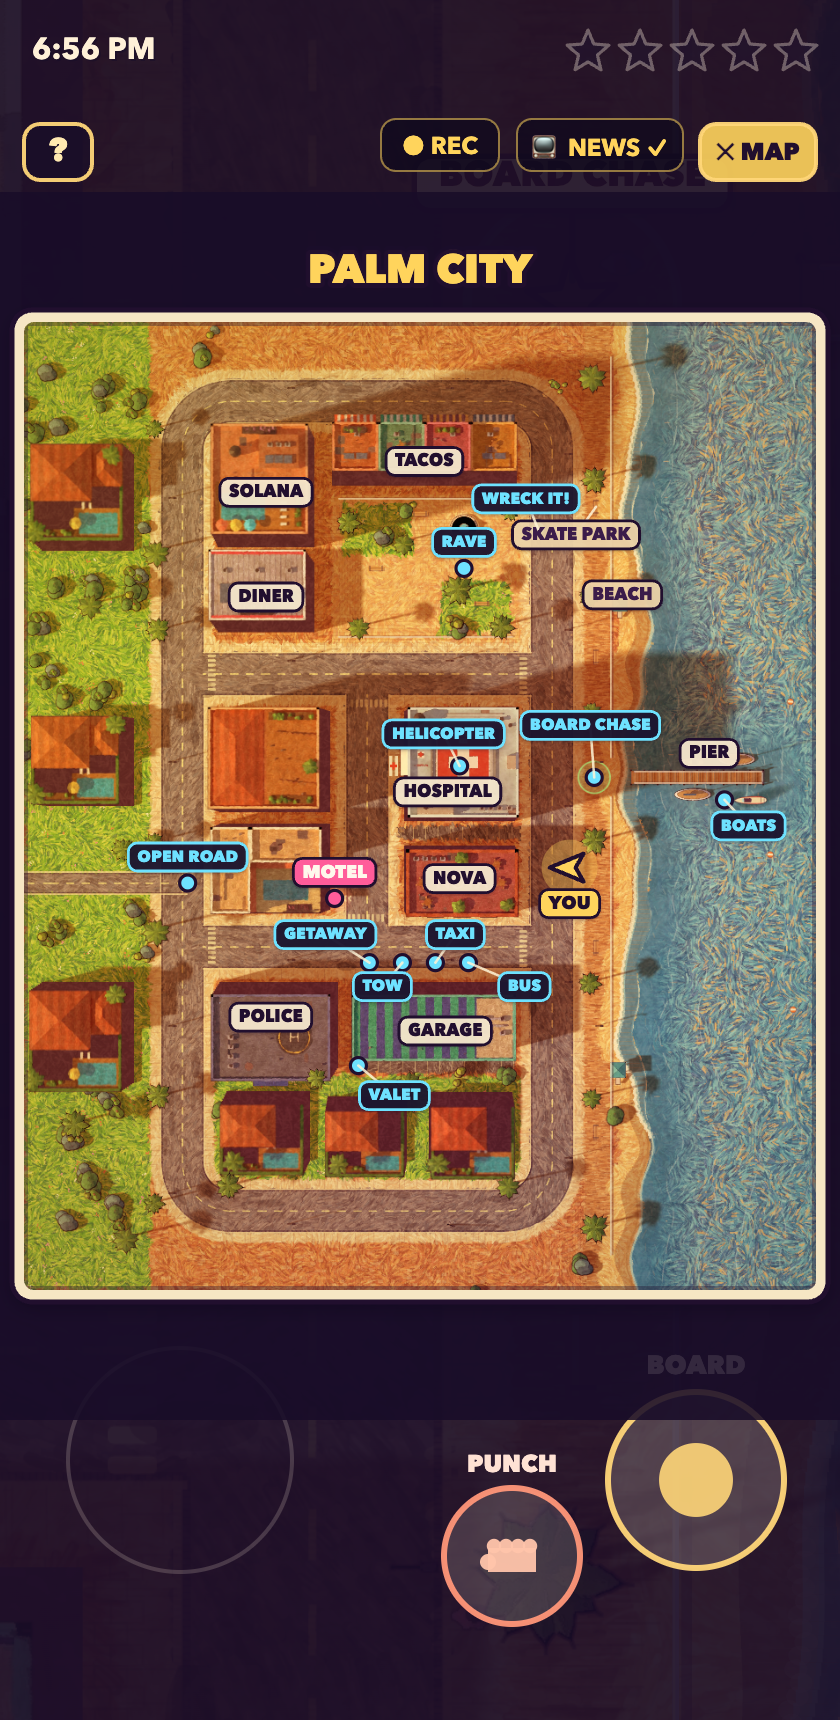 6:56 PM
?
REC
NEWS ✓
× MAP
BOARD CHASE
PALM CITY
TACOS
SOLANA
WRECK IT!
SKATE PARK
RAVE
DINER
BEACH
BOARD CHASE
HELICOPTER
PIER
HOSPITAL
BOATS
OPEN ROAD
MOTEL
NOVA
YOU
GETAWAY
TAXI
TOW
BUS
POLICE
GARAGE
H
VALET
BOARD
PUNCH